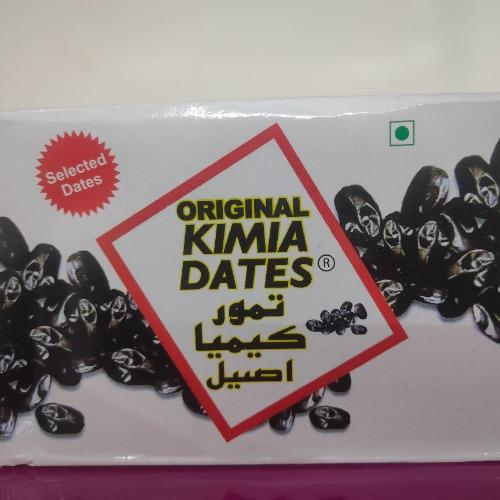 Selected
Dates
ORIGINAL
KIMIA
DATES®
تمور
كيميا
اصيل